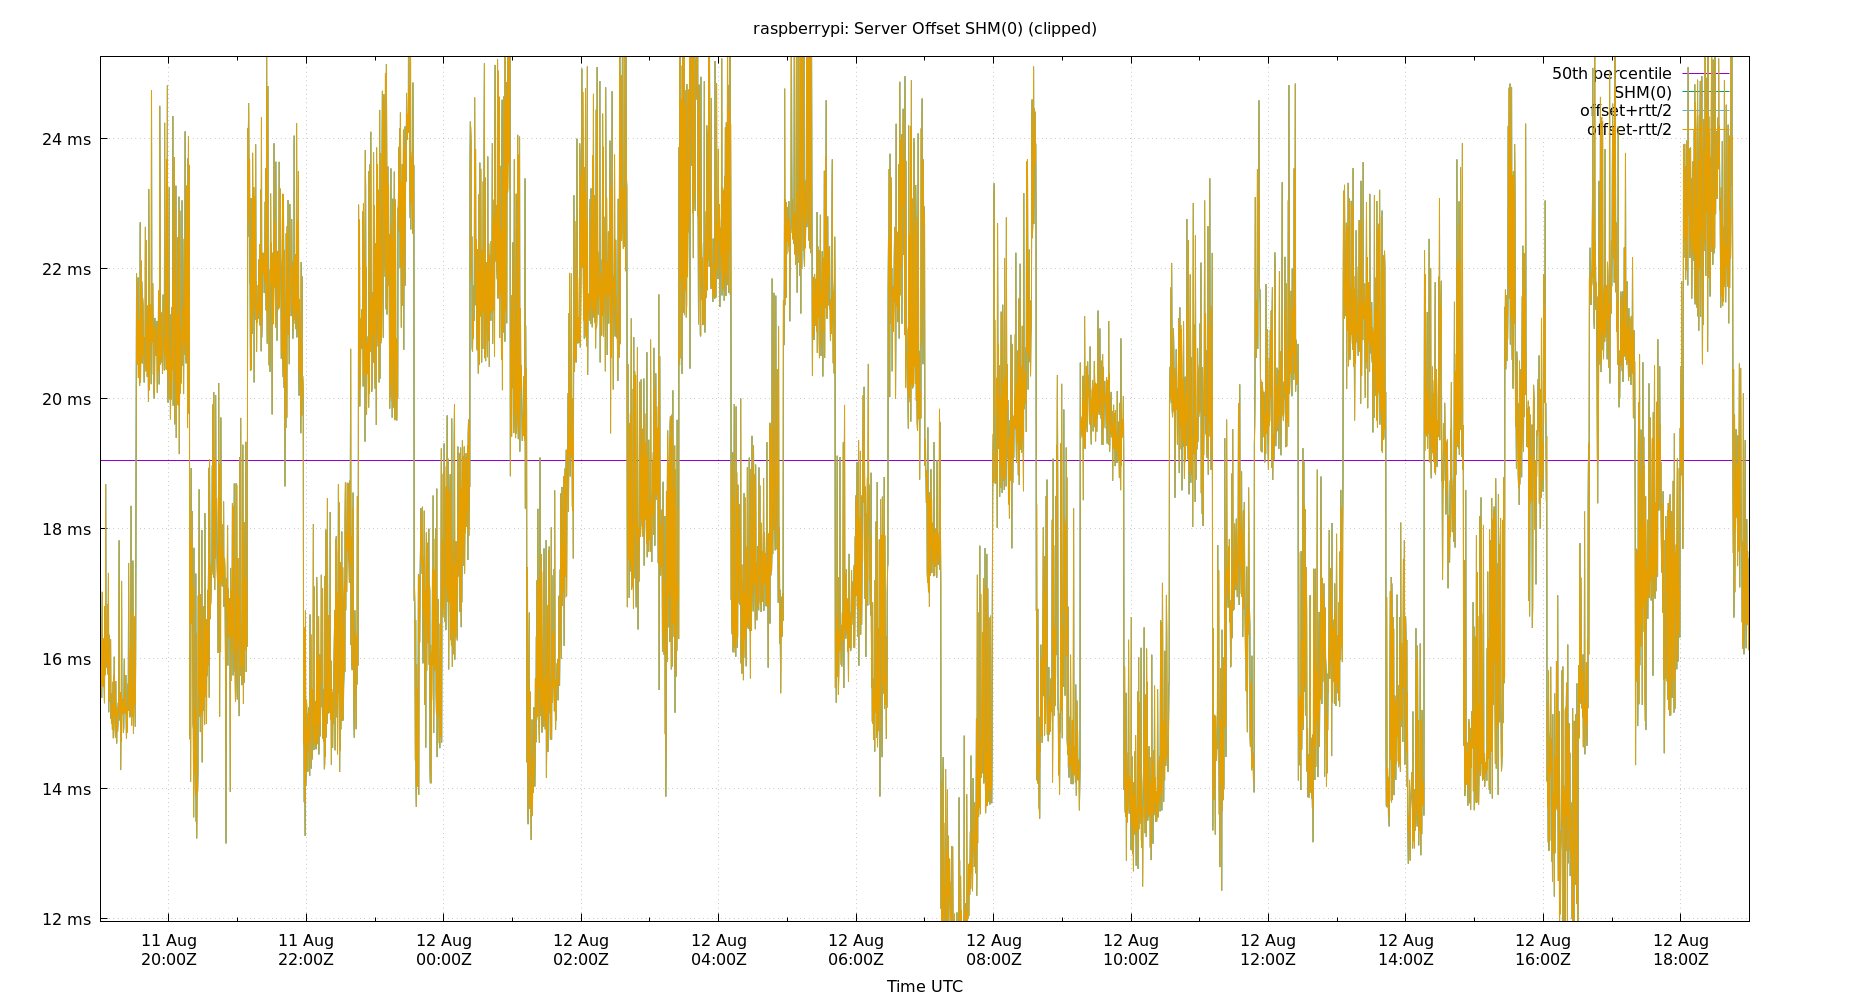 raspberrypi: Server Offset SHM(0) (clipped)
50th percentile
SHM(0)
offset+rtt/2
offset-rtt/2
24 ms
22 ms
20 ms
18 ms
16 ms
14 ms
12 ms
11 Aug 11 Aug 12 Aug 12 Aug 12 Aug 12 Aug 12 Aug 12 Aug 12 Aug 12 Aug 12 Aug 12 Aug
20:00Z 22:00Z 00:00Z 02:00Z 04:00Z 06:00Z 08:00Z 10:00Z 12:00Z 14:00Z 16:00Z 18:00Z
Time UTC